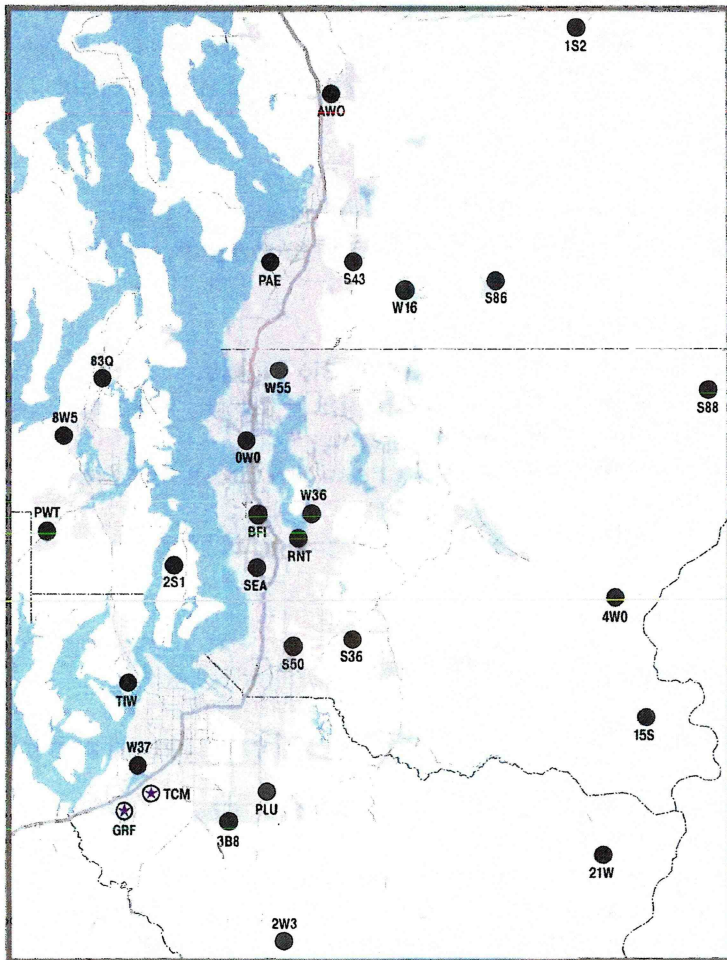 1S2
AWO
PAE
S43
W16
S86
83Q
W55
S88
8W5
0W0
PWT
W36
BFI
RNT
2S1
SEA
4W0
S50
S36
TIW
15S
W37
TCM
PLU
GRF
3B8
21W
2W3